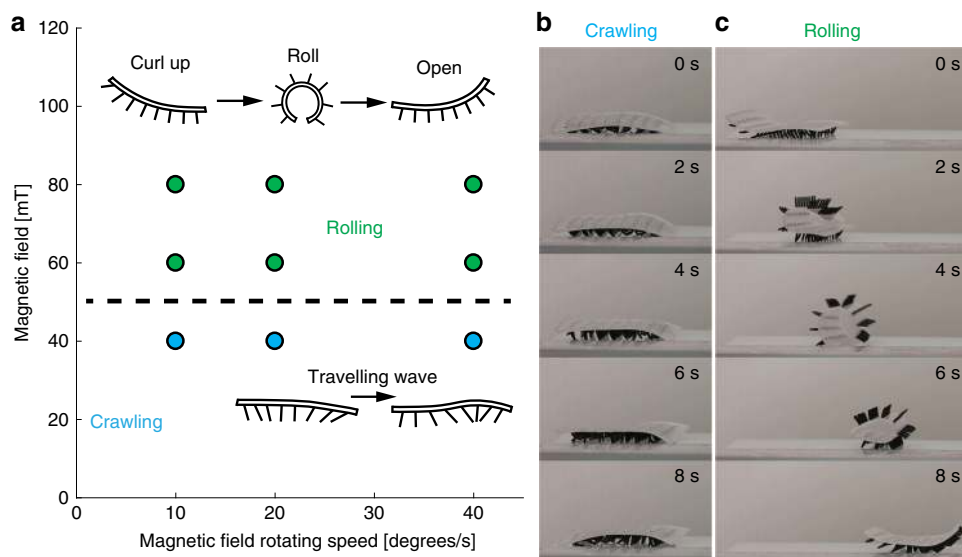 a
Curl up
Roll
Open
120
100
80
60
40
20
0
Magnetic field [mT]
Rolling
Travelling wave
Crawling
0
10
20
30
40
Magnetic field rotating speed [degrees/s]
b
Crawling
0 s
2 s
4 s
6 s
8 s
c
Rolling
0 s
2 s
4 s
6 s
8 s